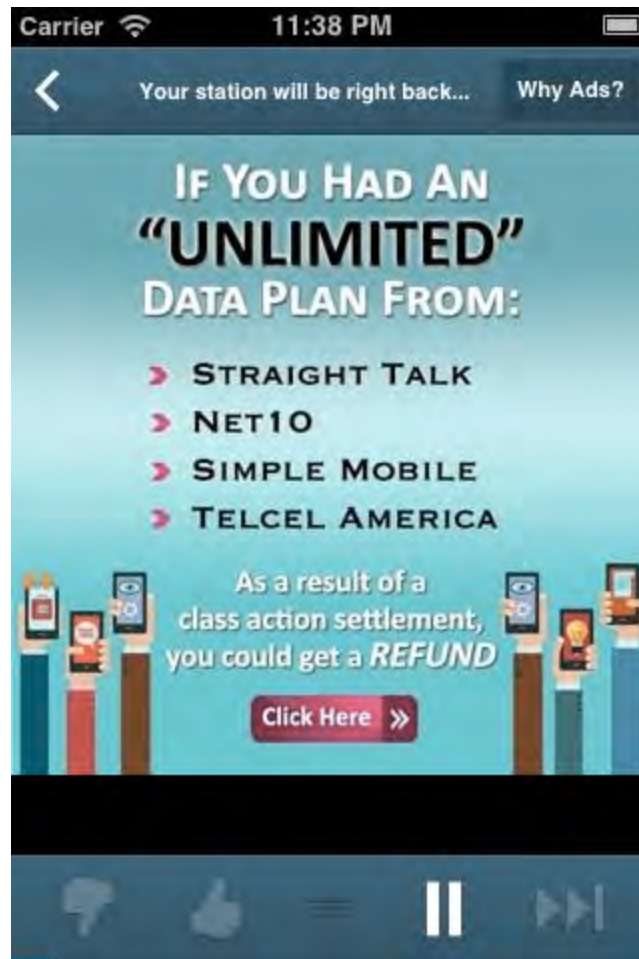 Carrier 11:38 PM
Your station will be right back... Why Ads?
IF YOU HAD AN
“UNLIMITED”
DATA PLAN FROM:
STRAIGHT TALK
NET10
SIMPLE MOBILE
TELCEL AMERICA
As a result of a
class action settlement,
you could get a REFUND
Click Here »